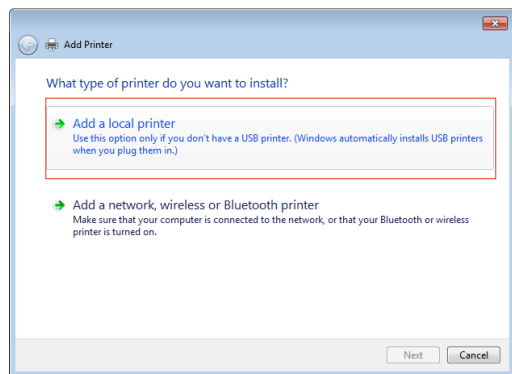 Add Printer
What type of printer do you want to install?
Add a local printer
Use this option only if you don't have a USB printer. (Windows automatically installs USB printers
when you plug them in.)
Add a network, wireless or Bluetooth printer
Make sure that your computer is connected to the network, or that your Bluetooth or wireless
printer is turned on.
Next Cancel